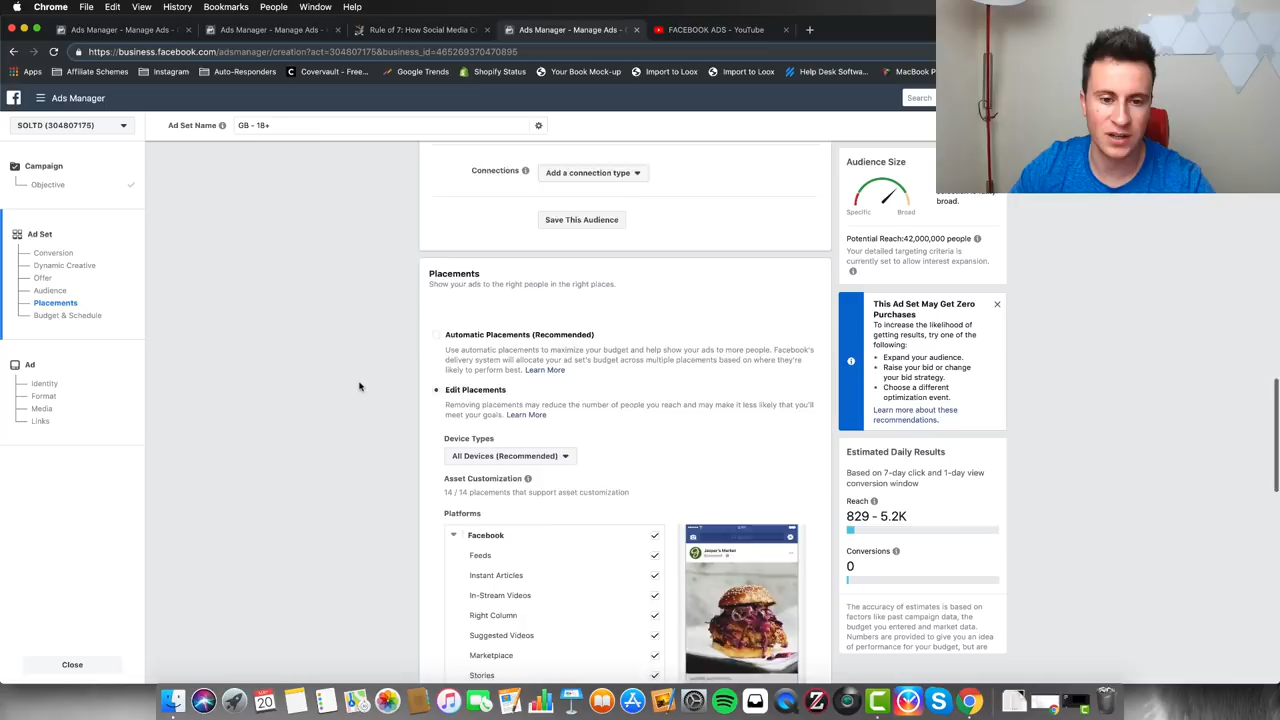 Chrome File Edit View History Bookmarks People Window Help
Ads Manager - Manage Ads -
Ads Manager - Manage Ads -
Rule of 7: How Social Media C
Ads Manager - Manage Ads -
FACEBOOK ADS - YouTube
https://business.facebook.com/adsmanager/creation?act=304807175&business_id=465269370470895
Apps
Affiliate Schemes
Instagram
Auto-Responders
Covervault - Free...
Google Trends
Shopify Status
Your Book Mock-up
Import to Loox
Import to Loox
Help Desk Softwa...
MacBook P
Ads Manager
Search
SOLTD (304807175)
Ad Set Name
GB - 18+
Campaign
Objective
Ad Set
Conversion
Dynamic Creative
Offer
Audience
Placements
Budget & Schedule
Ad
Identity
Format
Media
Links
Close
Connections
Add a connection type
Save This Audience
Placements
Show your ads to the right people in the right places.
Automatic Placements (Recommended)
Use automatic placements to maximize your budget and help show your ads to more people. Facebook's
delivery system will allocate your ad set's budget across multiple placements based on where they're
likely to perform best. Learn More
Edit Placements
Removing placements may reduce the number of people you reach and may make it less likely that you'll
meet your goals. Learn More
Device Types
All Devices (Recommended)
Asset Customization
14 / 14 placements that support asset customization
Platforms
Facebook
Feeds
Instant Articles
In-Stream Videos
Right Column
Suggested Videos
Marketplace
Stories
Jasper's Market
Audience Size
Specific
Broad
broad.
Potential Reach:42,000,000 people
Your detailed targeting criteria is
currently set to allow interest expansion.
This Ad Set May Get Zero
Purchases
To increase the likelihood of
getting results, try one of the
following:
Expand your audience.
Raise your bid or change
your bid strategy.
Choose a different
optimization event.
Learn more about these
recommendations.
Estimated Daily Results
Based on 7-day click and 1-day view
conversion window
Reach
829 - 5.2K
Conversions
0
The accuracy of estimates is based on
factors like past campaign data, the
budget you entered and market data.
Numbers are provided to give you an idea
of performance for your budget, but are
20